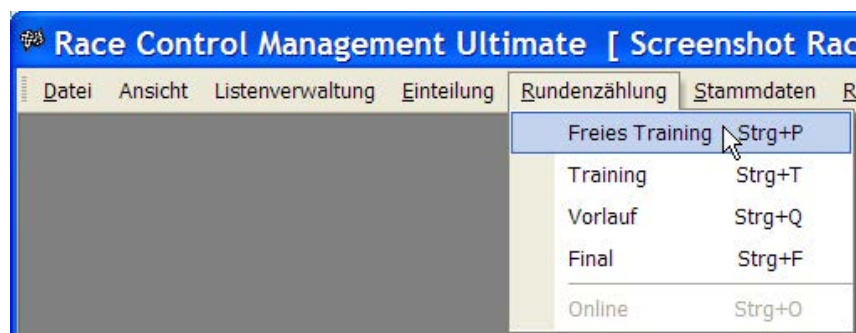 Race Control Management Ultimate [ Screenshot Rac
Datei Ansicht Listenverwaltung Einteilung Rundenzählung Stammdaten R
Freies Training Strg+P
Training Strg+T
Vorlauf Strg+Q
Final Strg+F
Online Strg+O